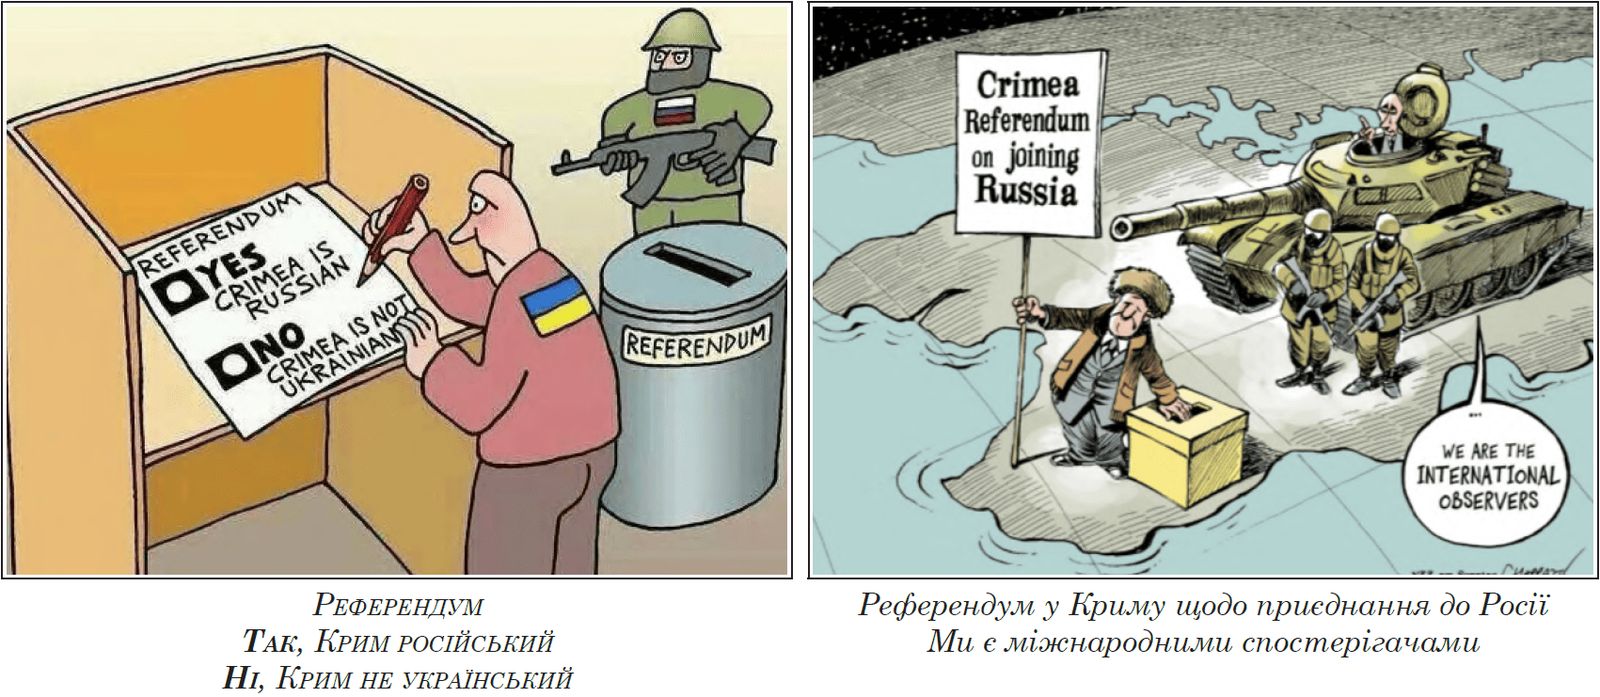 REFERENDUM
YES
CRIMEA IS
RUSSIAN
NO
CRIMEA IS NOT
UKRAINIAN
REFERENDUM
Crimea
Referendum
on joining
Russia
...
WE ARE THE
INTERNATIONAL
OBSERVERS
CHAPPATTE
РЕФЕРЕНДУМ
ТАК, КРИМ РОСІЙСЬКИЙ
НІ, КРИМ НЕ УКРАЇНСЬКИЙ
Референдум у Криму щодо приєднання до Росії
Ми є міжнародними спостерігачами